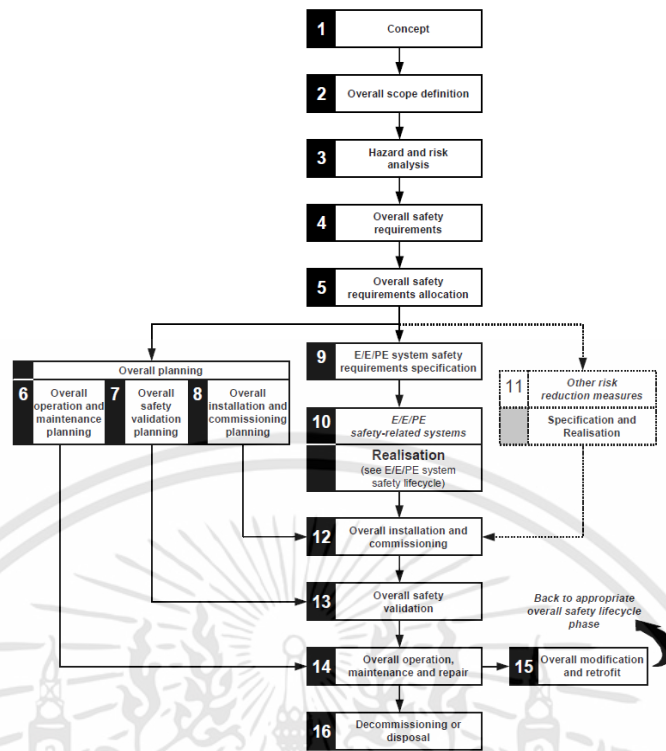 1
Concept
2
Overall scope definition
3
Hazard and risk
analysis
4
Overall safety
requirements
5
Overall safety
requirements allocation
Overall planning
6
Overall
operation and
maintenance
planning
7
Overall
safety
validation
planning
8
Overall
installation and
commissioning
planning
9
E/E/PE system safety
requirements specification
10
E/E/PE
safety-related systems
Realisation
(see E/E/PE system
safety lifecycle)
11
Other risk
reduction measures
Specification and
Realisation
12
Overall installation and
commissioning
13
Overall safety
validation
Back to appropriate
overall safety lifecycle
phase
14
Overall operation,
maintenance and repair
15
Overall modification
and retrofit
16
Decommissioning or
disposal